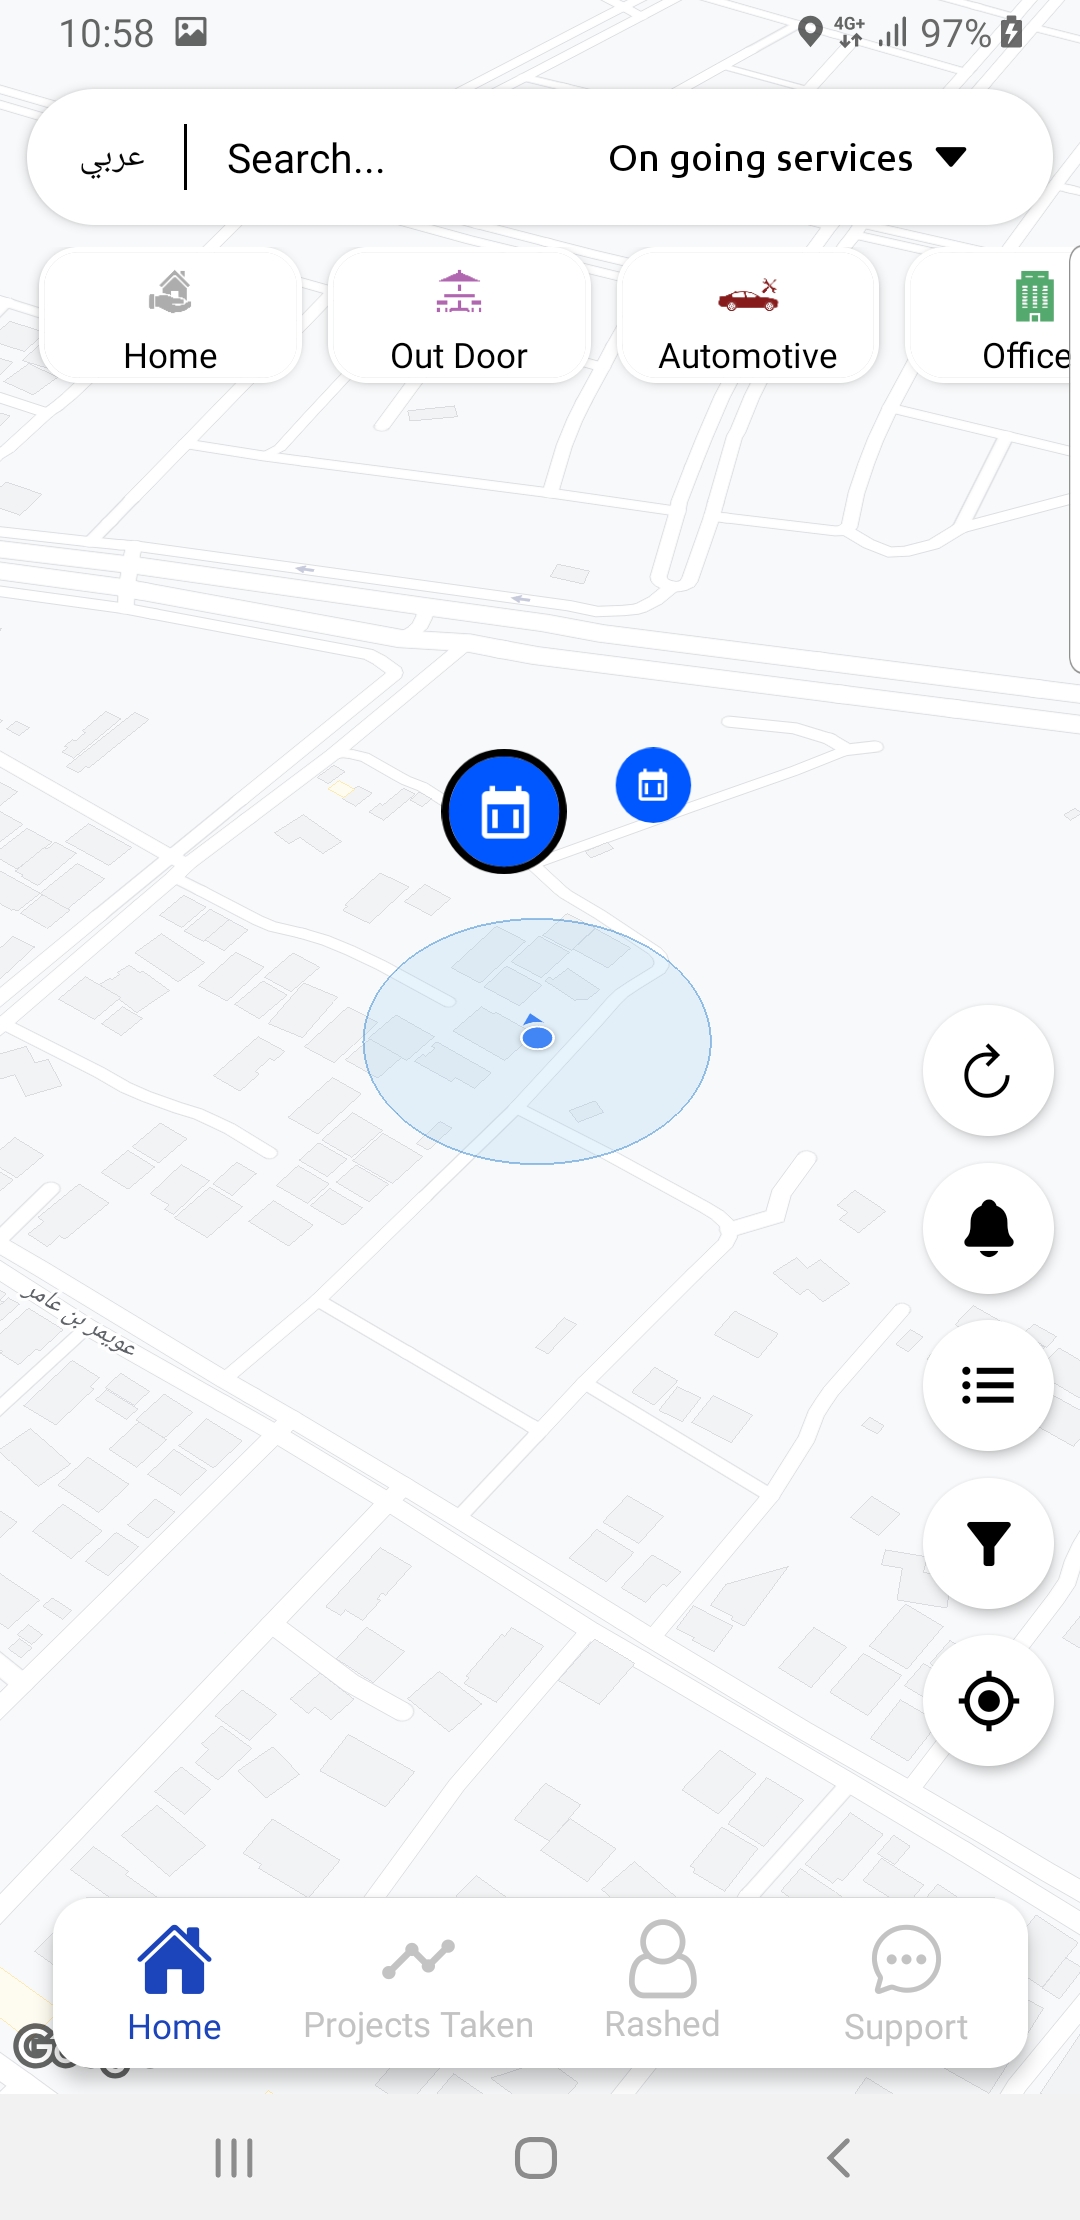 10:58
4G+
97%
عربي
Search...
On going services
Home
Out Door
Automotive
Office
عويمر بن عامر
Home
Projects Taken
Rashed
Support